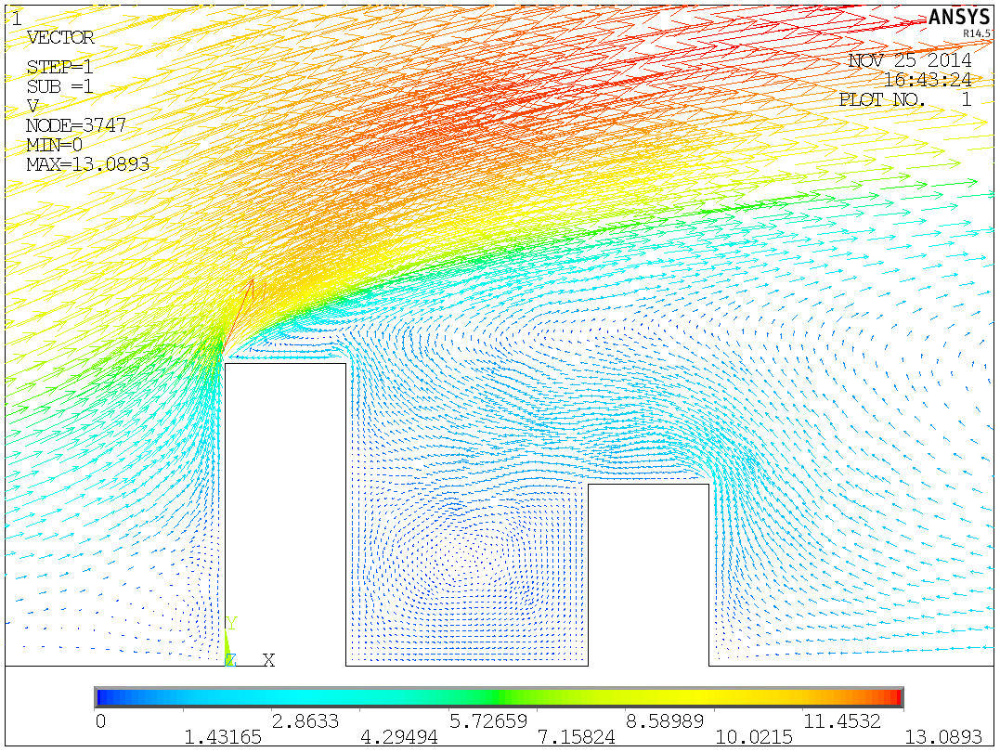 1
ANSYS
R14.5
VECTOR
STEP=1
SUB =1
V
NODE=3747
MIN=0
MAX=13.0893
NOV 25 2014
16:43:24
PLOT NO. 1
Y
Z X
0 2.8633 5.72659 8.58989 11.4532
1.43165 4.29494 7.15824 10.0215 13.0893